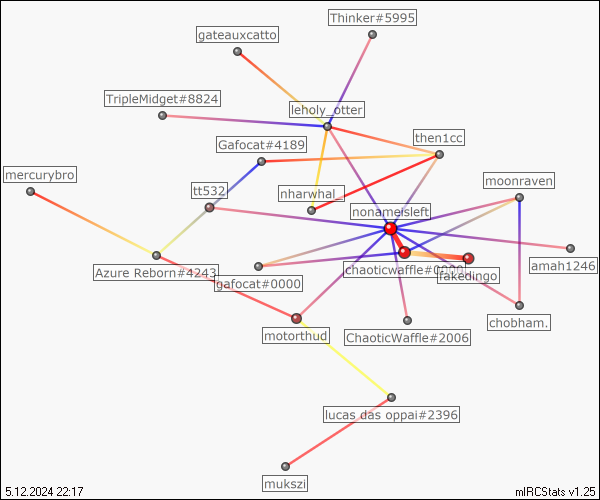 Thinker#5995
gateauxcatto
TripleMidget#8824
leholy_otter
then1cc
Gafocat#4189
mercurybro
moonraven
tt532
nharwhal_
nonameisleft
Azure Reborn#4243
gafocat#0000
chaoticwaffle#0000
fakedingo
amah1246
motorthud
ChaoticWaffle#2006
chobham.
lucas das oppai#2396
mukszi
5.12.2024 22:17
mIRCStats v1.25